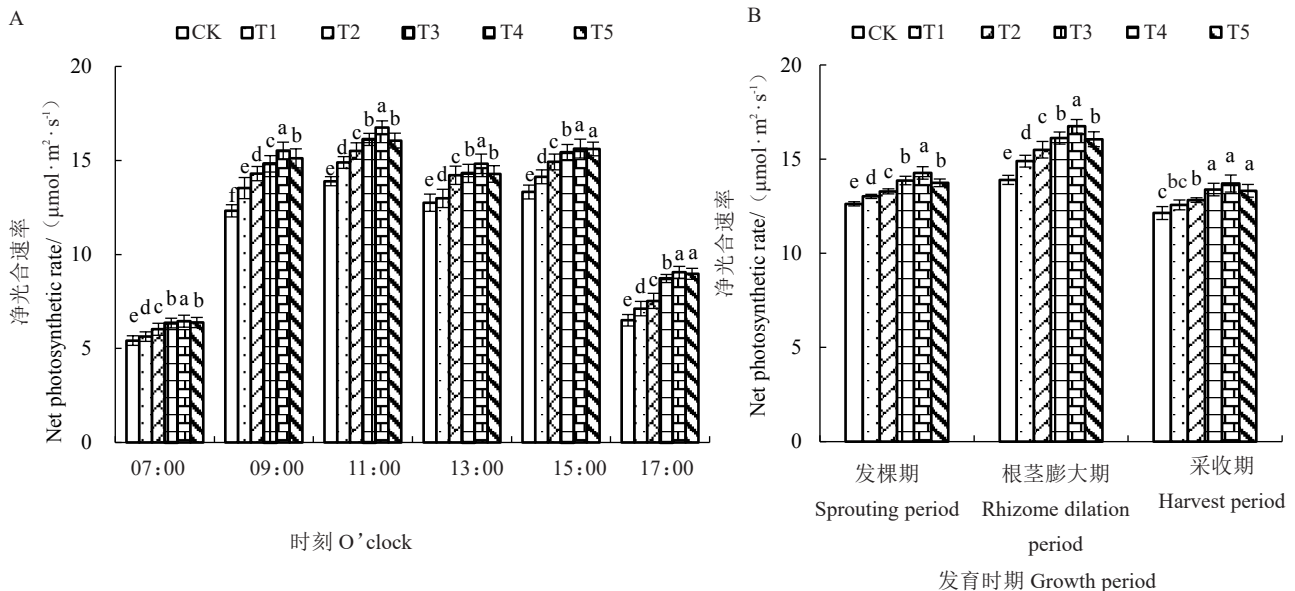 A
CK T1 T2 T3 T4 T5
净光合速率
Net photosynthetic rate/（μmol·m²·s⁻¹）
20
15
10
5
0
e d c b a b
f e d c a b
e d c b a b
e d c b a b
e d c b a a
e d c b a a
07:00 09:00 11:00 13:00 15:00 17:00
时刻 O’clock
B
CK T1 T2 T3 T4 T5
净光合速率
Net photosynthetic rate/（μmol·m²·s⁻¹）
20
15
10
5
0
e d c b a b
e d c b a b
c bc b a a a
发棵期
Sprouting period
根茎膨大期
Rhizome dilation
period
采收期
Harvest period
发育时期 Growth period